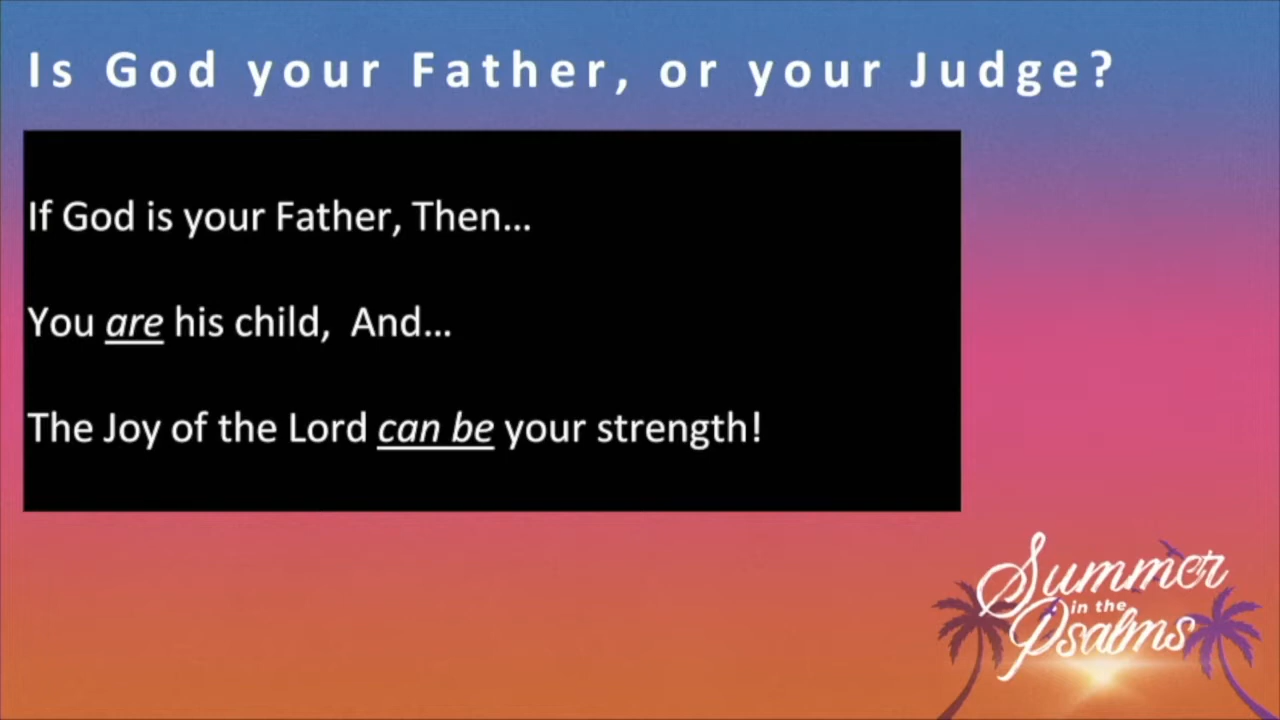 Is God your Father, or your Judge?
If God is your Father, Then...
You are his child,  And...
The Joy of the Lord can be your strength!
Summer
in the
Psalms